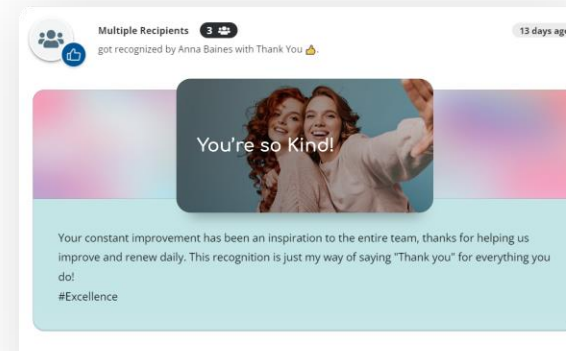 Multiple Recipients 3
13 days ago
got recognized by Anna Baines with Thank You 👍.
You're so Kind!
Your constant improvement has been an inspiration to the entire team, thanks for helping us
improve and renew daily. This recognition is just my way of saying "Thank you" for everything you
do!
#Excellence